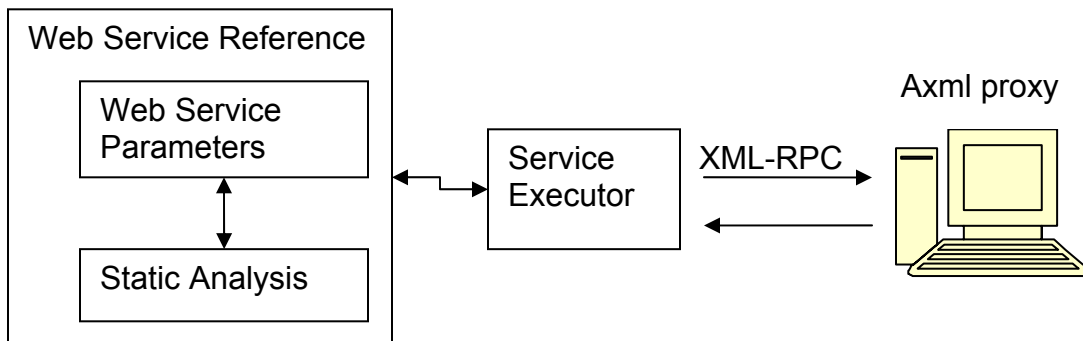 Web Service Reference
Web Service
Parameters
Static Analysis
Service
Executor
XML-RPC
Axml proxy